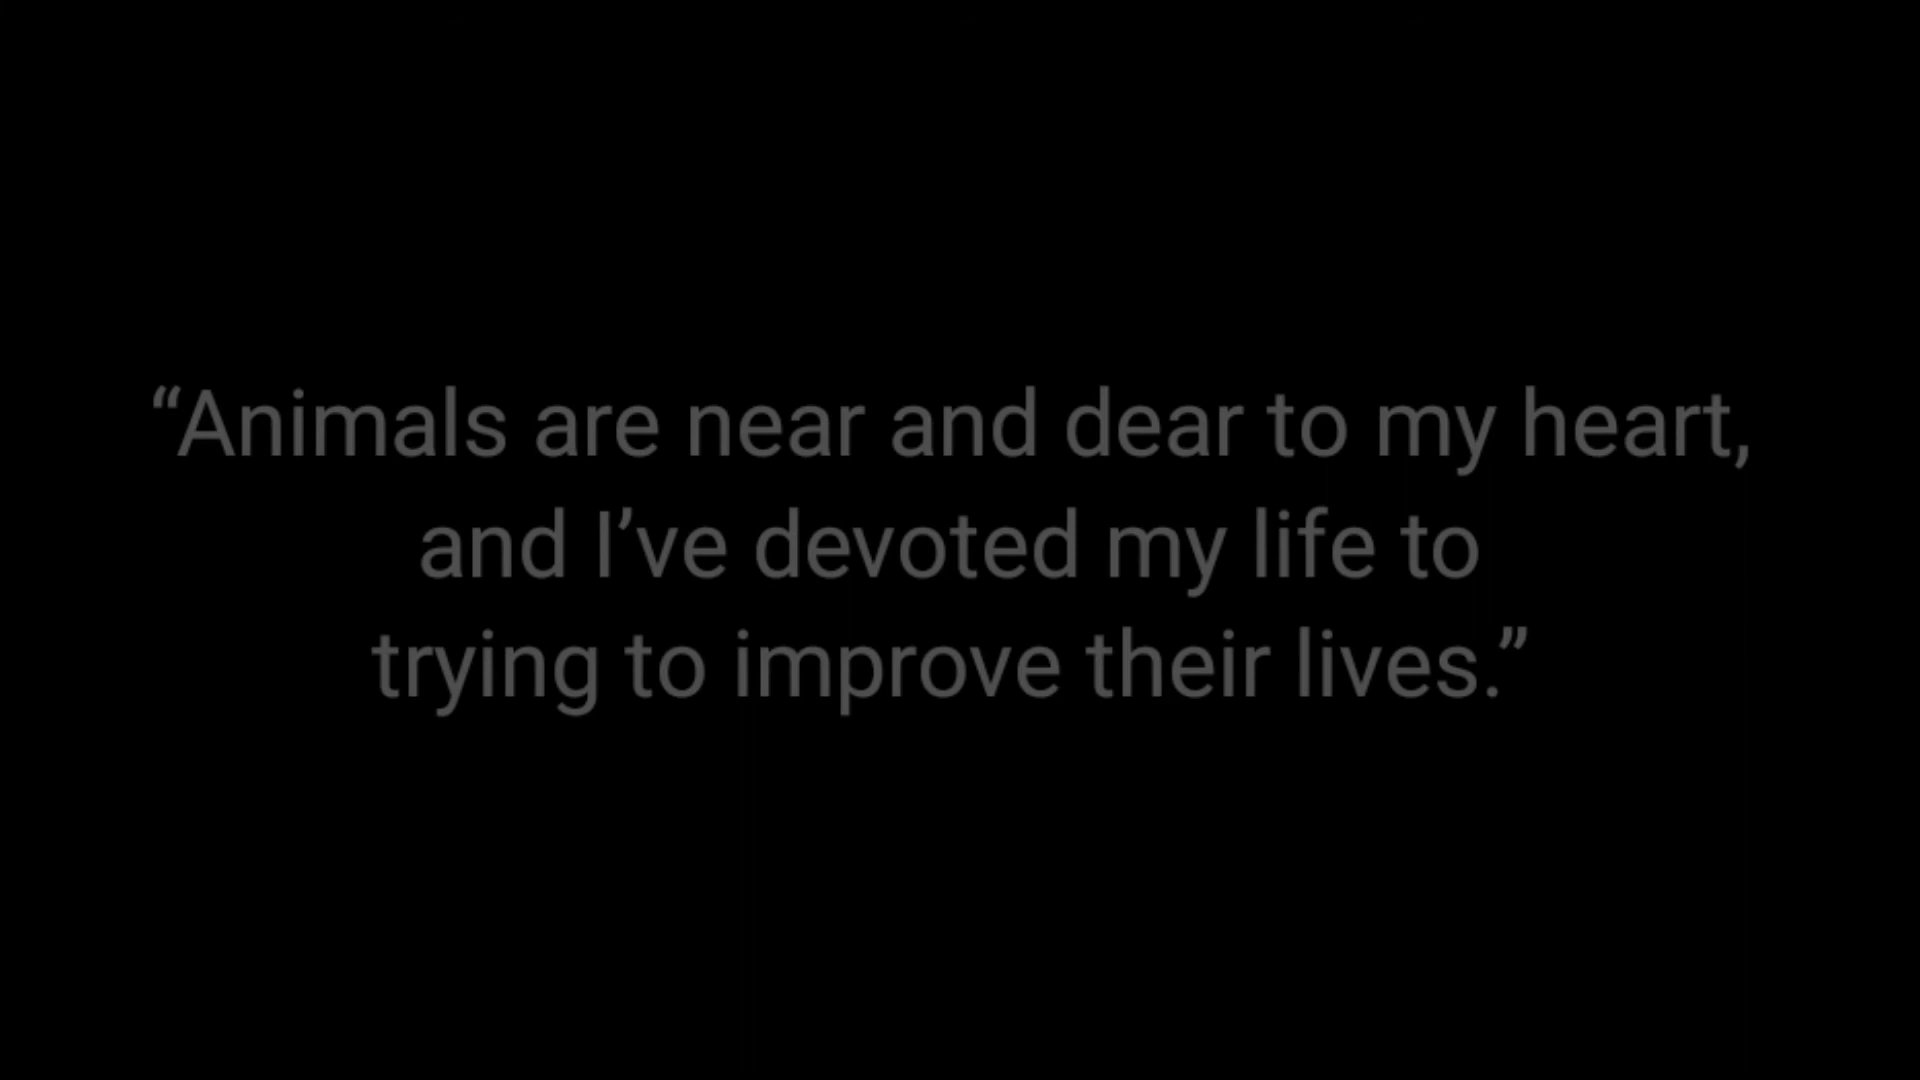 “Animals are near and dear to my heart,
and I’ve devoted my life to
trying to improve their lives.”